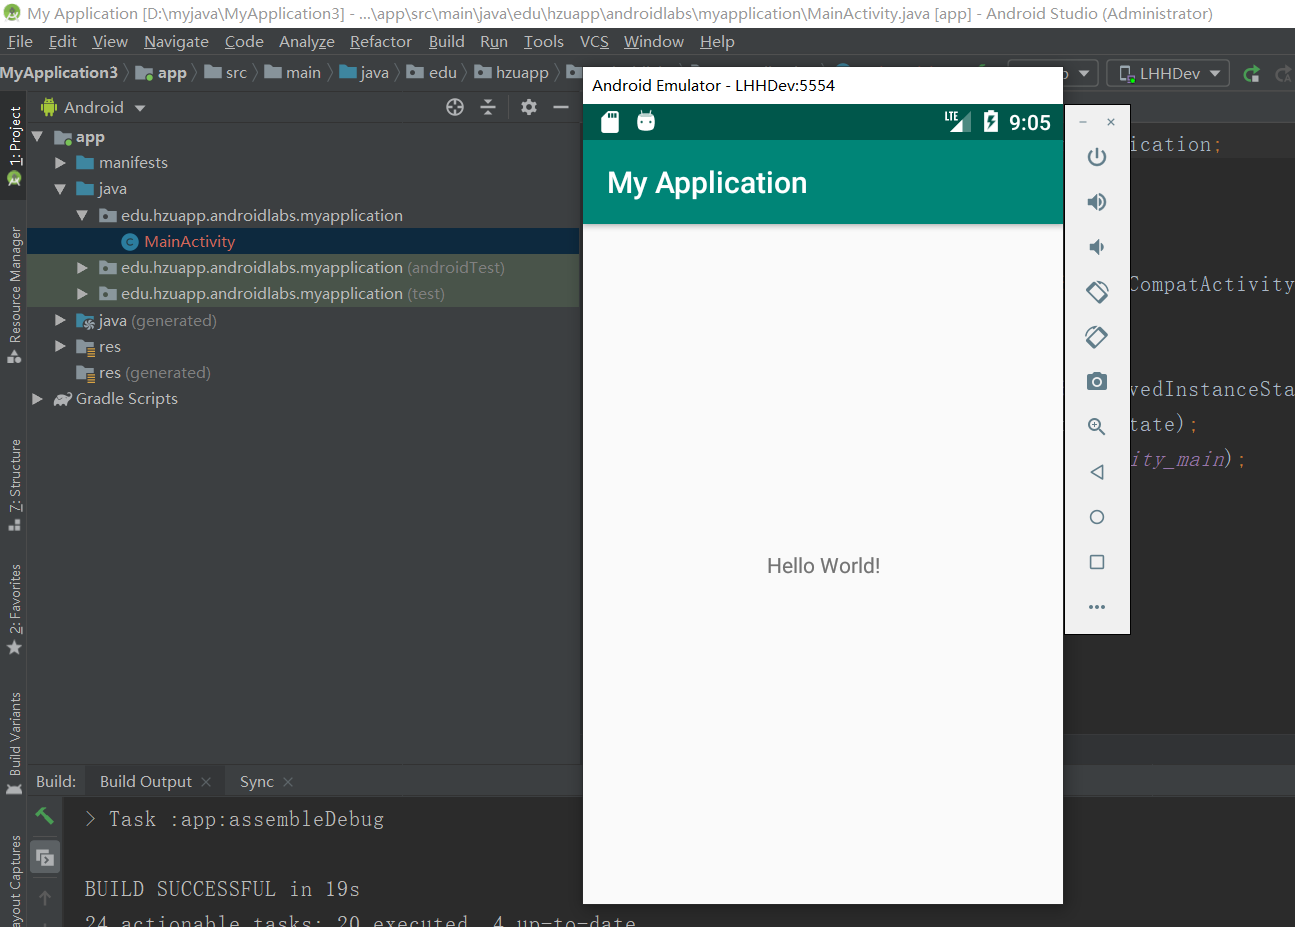 My Application [D:\myjava\MyApplication3] - ...\app\src\main\java\edu\hzuapp\androidlabs\myapplication\MainActivity.java [app] - Android Studio (Administrator)
File Edit View Navigate Code Analyze Refactor Build Run Tools VCS Window Help
MyApplication3 app src main java edu hzuapp
LHHDev
Android Emulator - LHHDev:5554
Android
1: Project
Resource Manager
7: Structure
2: Favorites
Build Variants
ayout Captures
app
manifests
java
edu.hzuapp.androidlabs.myapplication
MainActivity
edu.hzuapp.androidlabs.myapplication (androidTest)
edu.hzuapp.androidlabs.myapplication (test)
java (generated)
res
res (generated)
Gradle Scripts
LTE 9:05
My Application
Hello World!
ication;
CompatActivity
vedInstanceSta
tate);
ity_main);
Build: Build Output Sync
> Task :app:assembleDebug
BUILD SUCCESSFUL in 19s
24 actionable tasks: 20 executed, 4 up-to-date